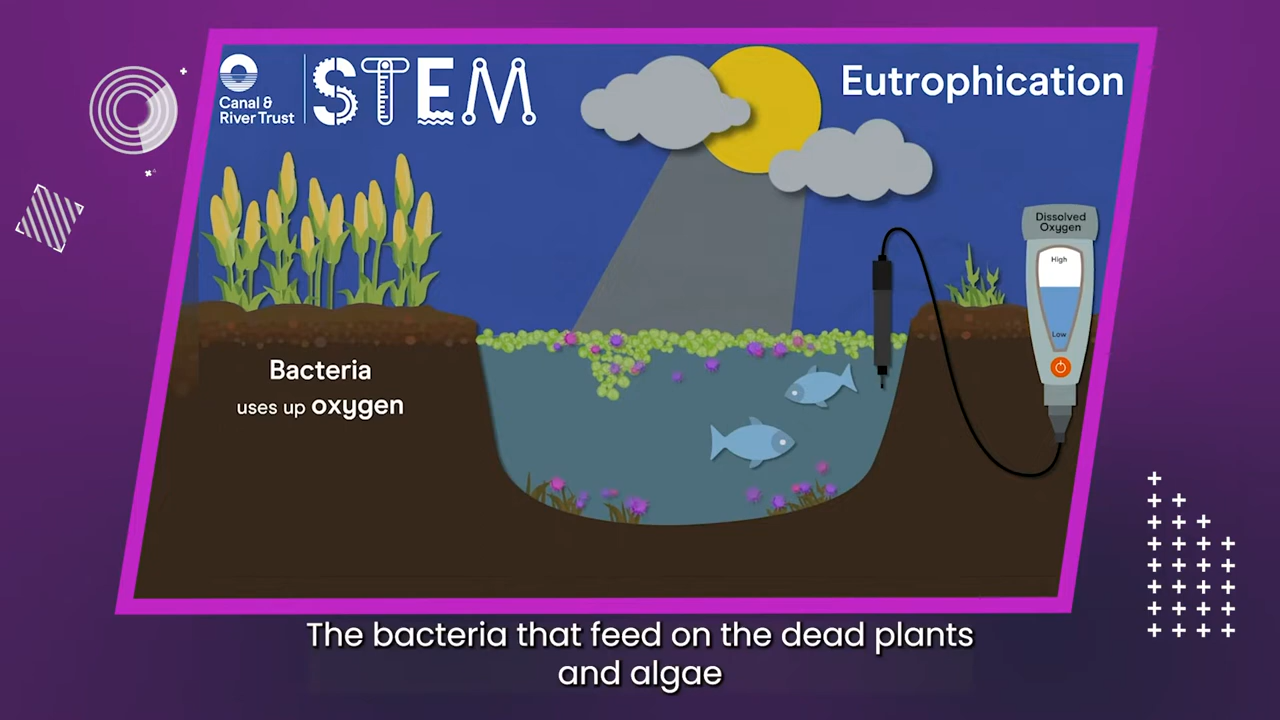 Canal &
River Trust
STEM
Eutrophication
Dissolved
Oxygen
High
Low
Bacteria
uses up oxygen
The bacteria that feed on the dead plants
and algae